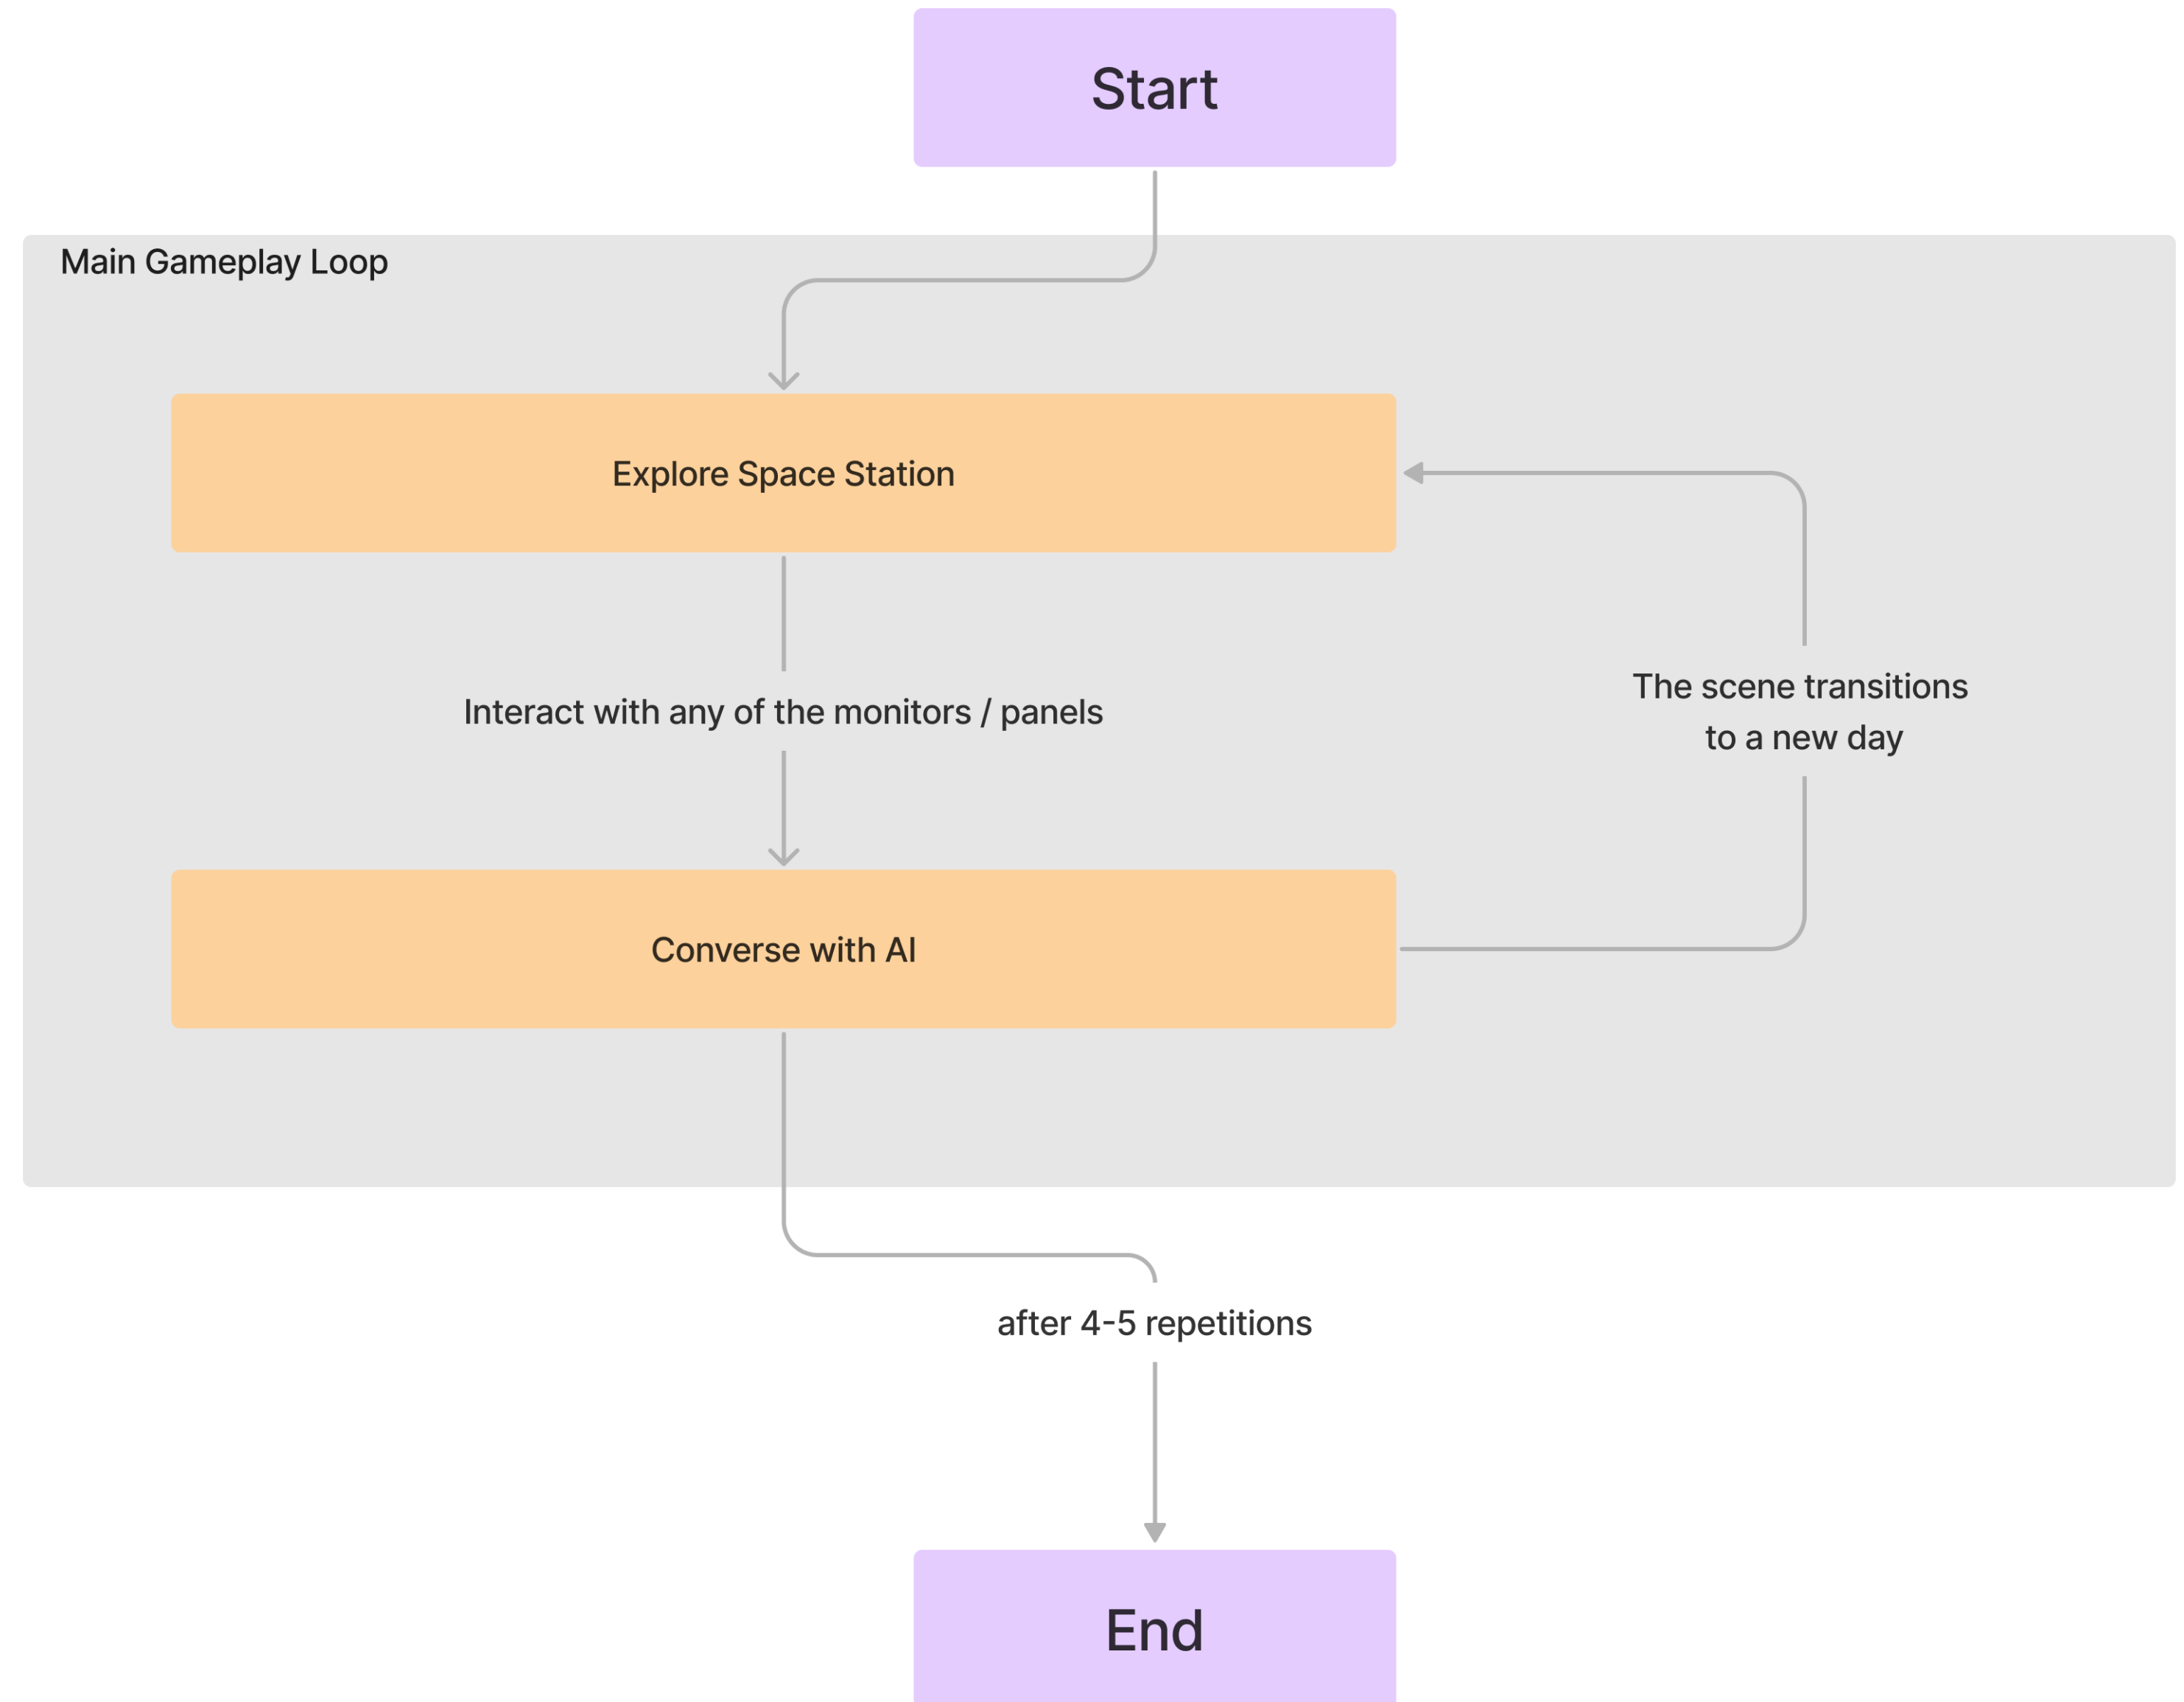 Start
Main Gameplay Loop
Explore Space Station
Interact with any of the monitors / panels
The scene transitions
to a new day
Converse with AI
after 4-5 repetitions
End